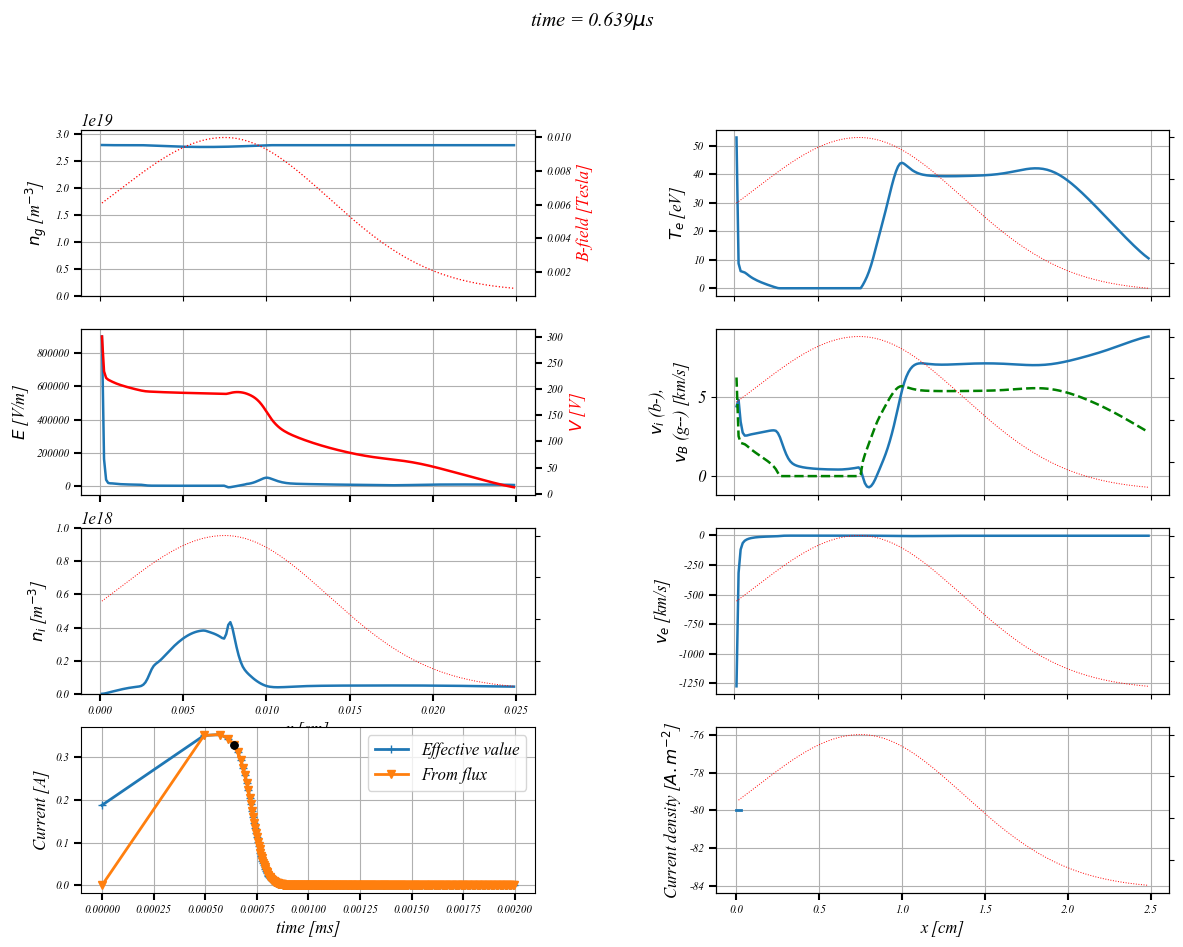 time = 0.639μs
1e19
3.0
2.5
2.0
1.5
1.0
0.5
0.0
n_g [m^{-3}]
0.010
0.008
0.006
0.004
0.002
B-field [Tesla]
50
40
30
20
10
0
T_e [eV]
800000
600000
400000
200000
0
E [V/m]
300
250
200
150
100
50
0
V [V]
5
0
v_i (b-),
v_B (g--) [km/s]
1e18
1.0
0.8
0.6
0.4
0.2
0.0
n_i [m^{-3}]
0.000 0.005 0.010 0.015 0.020 0.025
0
-250
-500
-750
-1000
-1250
v_e [km/s]
0.3
0.2
0.1
0.0
Current [A]
Effective value
From flux
0.00000 0.00025 0.00050 0.00075 0.00100 0.00125 0.00150 0.00175 0.00200
time [ms]
-76
-78
-80
-82
-84
Current density [A.m^{-2}]
0.0 0.5 1.0 1.5 2.0 2.5
x [cm]